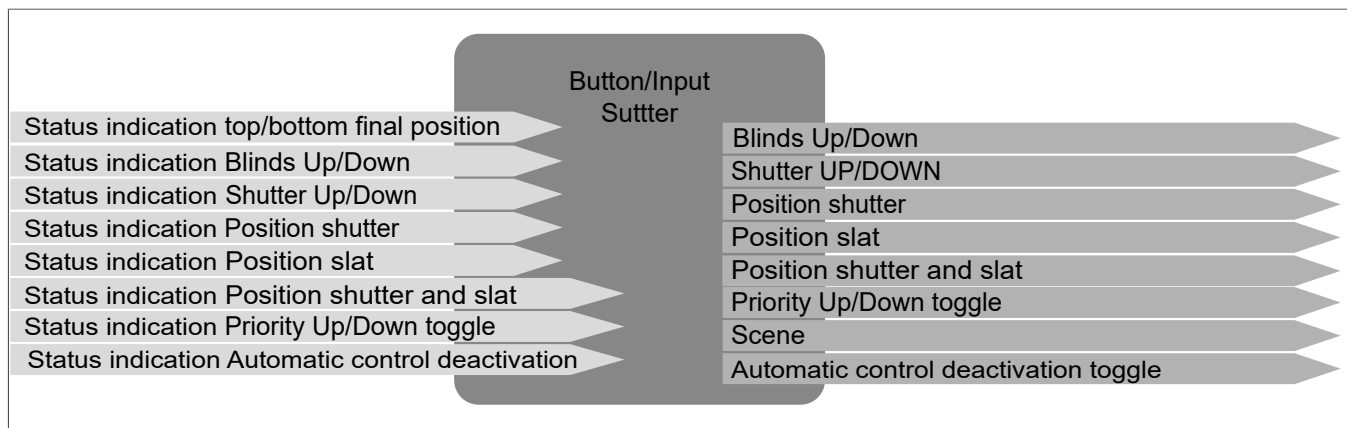 Button/Input
Suttter
Status indication top/bottom final position
Status indication Blinds Up/Down
Status indication Shutter Up/Down
Status indication Position shutter
Status indication Position slat
Status indication Position shutter and slat
Status indication Priority Up/Down toggle
Status indication Automatic control deactivation
Blinds Up/Down
Shutter UP/DOWN
Position shutter
Position slat
Position shutter and slat
Priority Up/Down toggle
Scene
Automatic control deactivation toggle